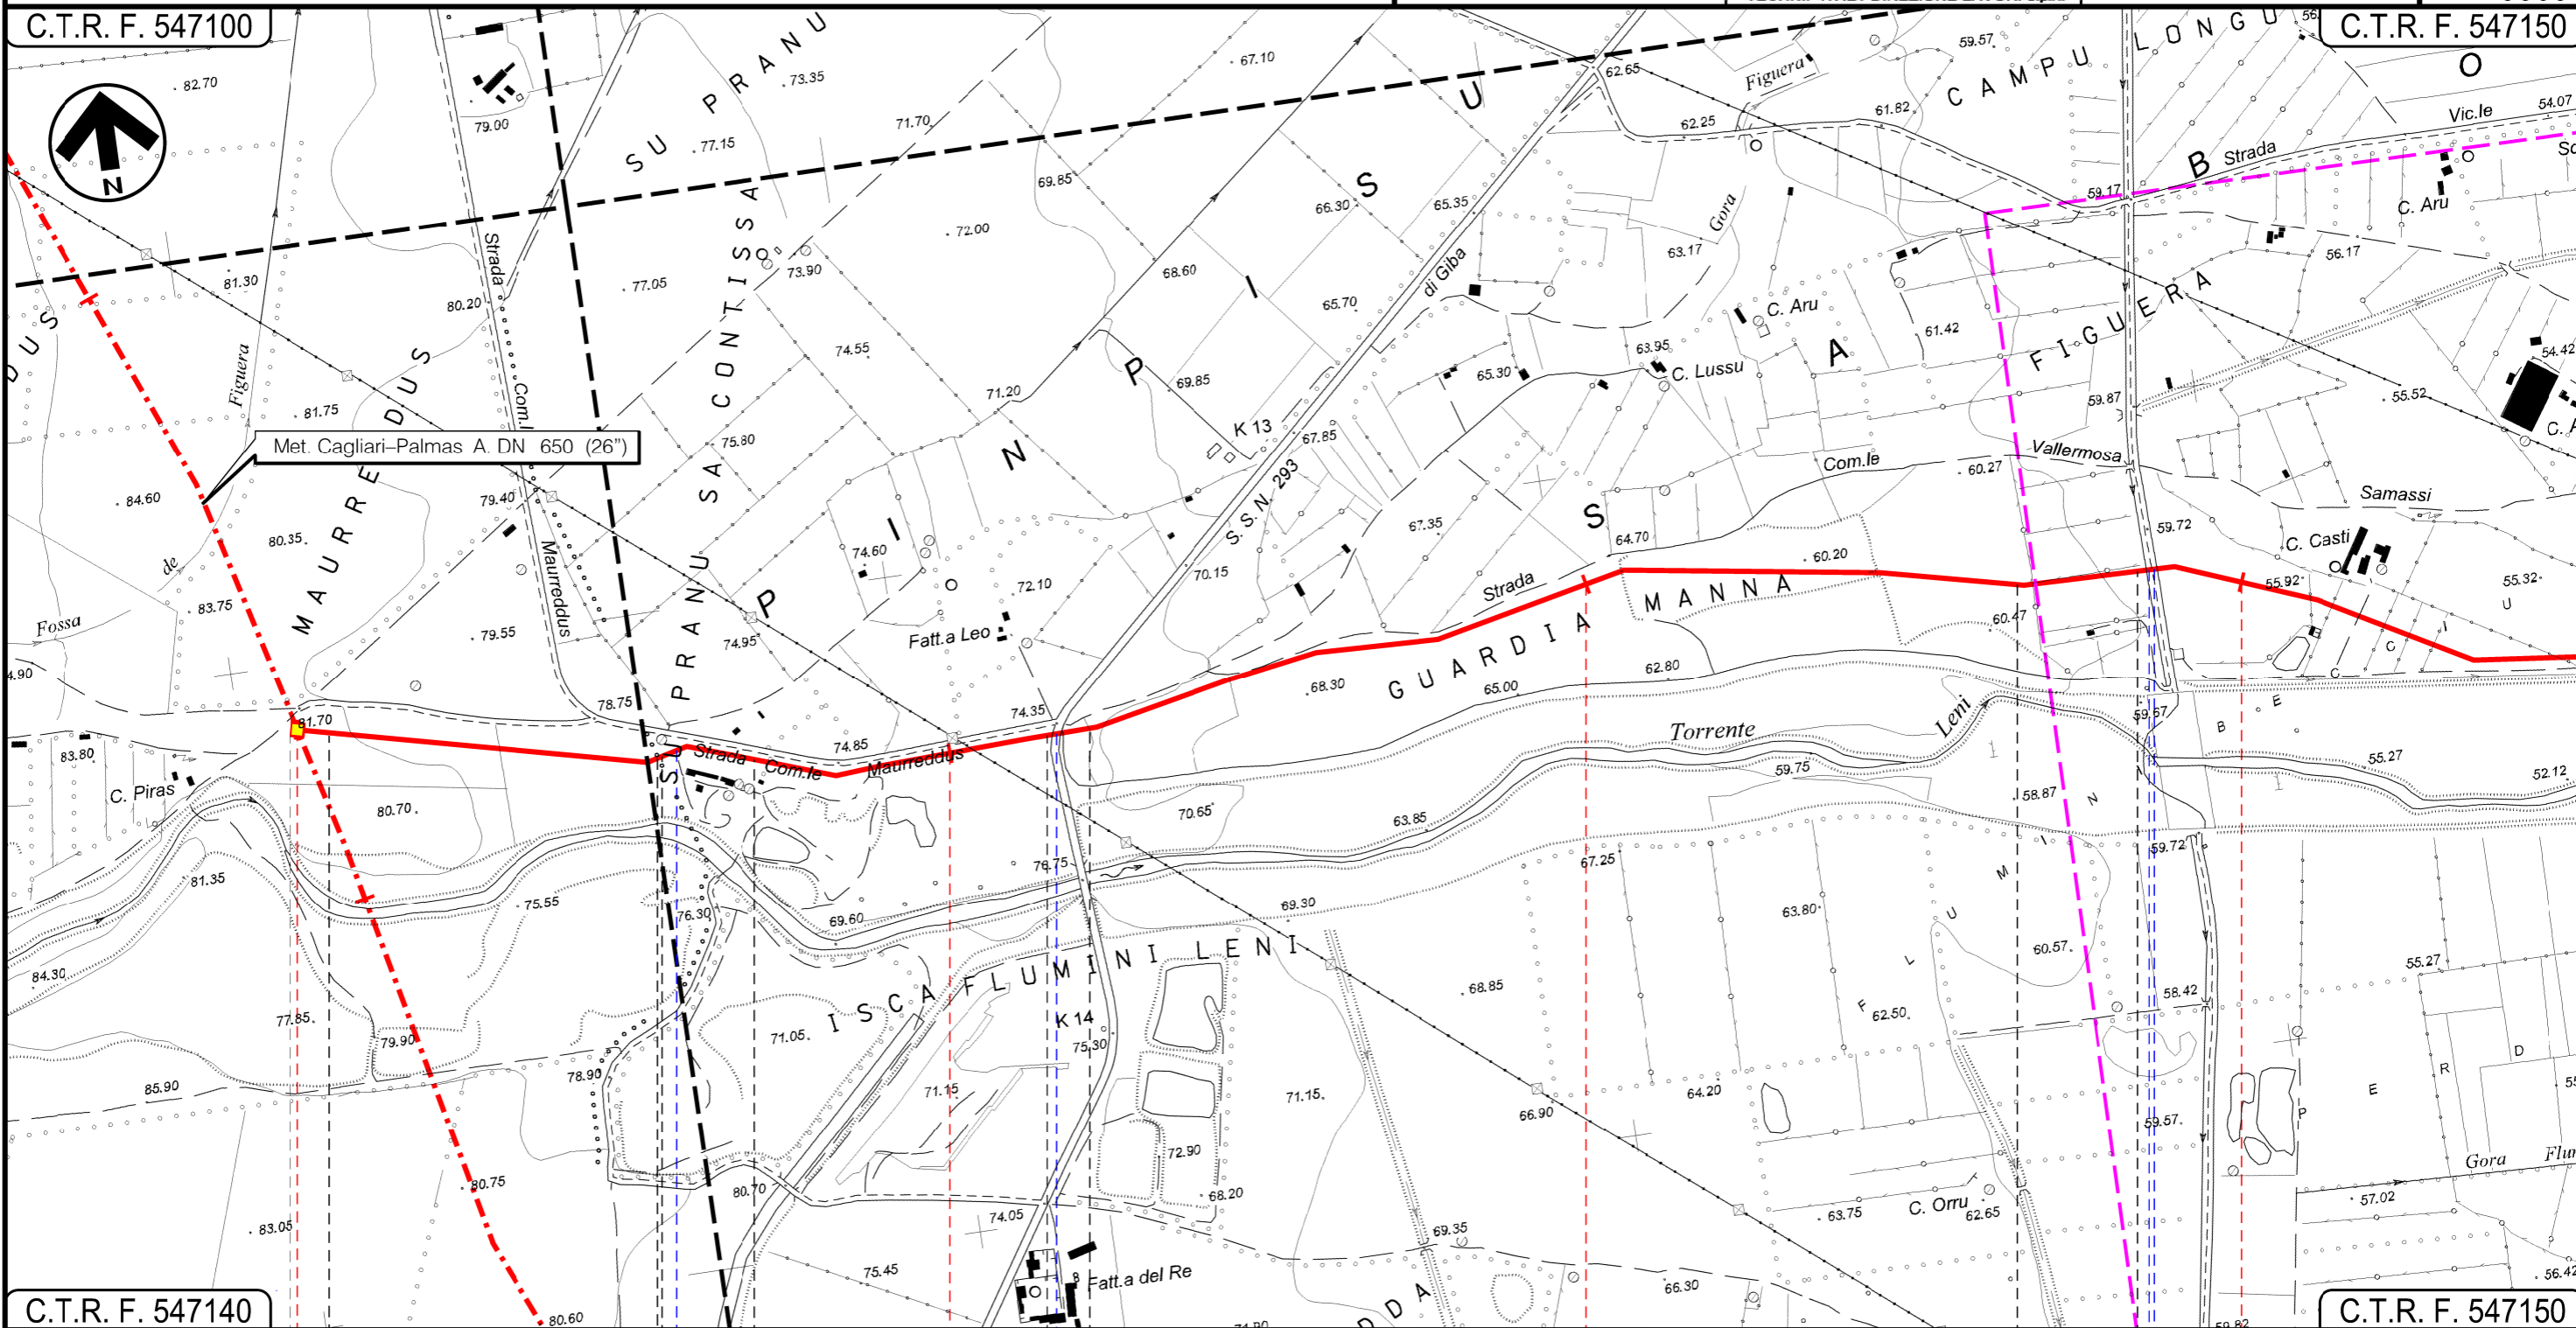 C.T.R. F. 547100
C.T.R. F. 547150
N
82.70
79.00
SU PRANU
73.35
77.15
71.70
67.10
62.65
Figuera
59.57
CAMPU LONGU
61.82
62.25
Vic.le
54.07
Strada
59.17
C. Aru
56.17
81.30
80.20
Strada
77.05
73.90
72.00
69.85
66.30
65.35
68.60
65.70
di Giba
63.17
Gora
C. Aru
61.42
FIGUERA
54.42
MAURREDDUS
Figuera
81.75
Com.le
SA CONTISSA
74.55
71.20
69.85
63.95
65.30
C. Lussu
59.87
55.52
Met. Cagliari–Palmas A. DN 650 (26")
75.80
K 13
67.85
Com.le
60.27
Vallermosa
Samassi
84.60
79.40
80.35
S. S. N. 293
67.35
64.70
60.20
59.72
C. Casti
55.92
55.32
de
Maurreddus
74.60
72.10
70.15
Strada
GUARDIA MANNA
83.75
Fossa
79.55
PRANU
74.95
Fatt.a Leo
60.47
62.80
65.00
68.30
81.70
78.75
74.35
74.85
Torrente
Leni
59.67
55.27
52.12
83.80
C. Piras
80.70
Strada Com.le Maurreddus
59.75
58.87
70.65
63.85
81.35
75.55
76.75
67.25
59.72
76.30
69.60
69.30
63.80
60.57
84.30
ISCA FLUMINI LENI
68.85
55.27
77.85
71.05
K 14
75.30
62.50
58.42
79.90
85.90
78.90
71.15
71.15
66.90
64.20
59.57
72.90
80.75
80.70
68.20
Gora
83.05
74.05
69.35
63.75
C. Orru
62.65
57.02
75.45
Fatt.a del Re
66.30
56.42
C.T.R. F. 547140
80.60
C.T.R. F. 547150